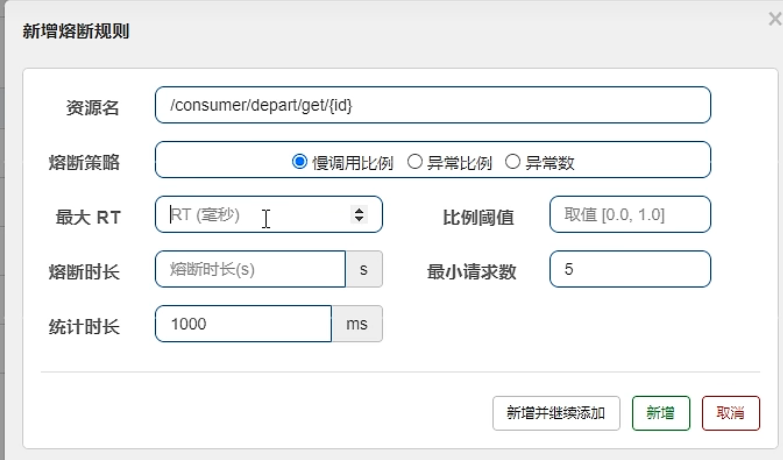 新增熔断规则
资源名 /consumer/depart/get/{id}
熔断策略 慢调用比例 异常比例 异常数
最大 RT RT (毫秒) 比例阈值 取值 [0.0, 1.0]
熔断时长 熔断时长(s) s 最小请求数 5
统计时长 1000 ms
新增并继续添加 新增 取消